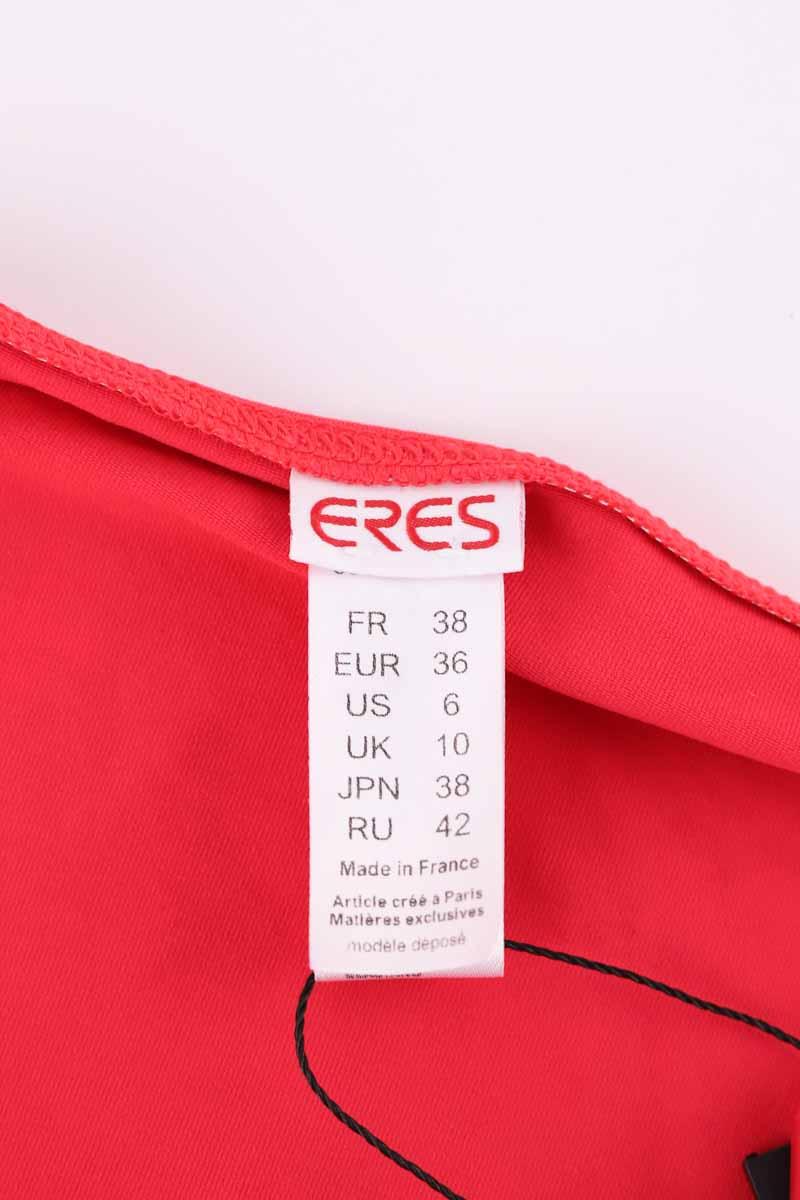 ERES
FR 38
EUR 36
US 6
UK 10
JPN 38
RU 42
Made in France
Article créé à Paris
Matières exclusives
modèle déposé